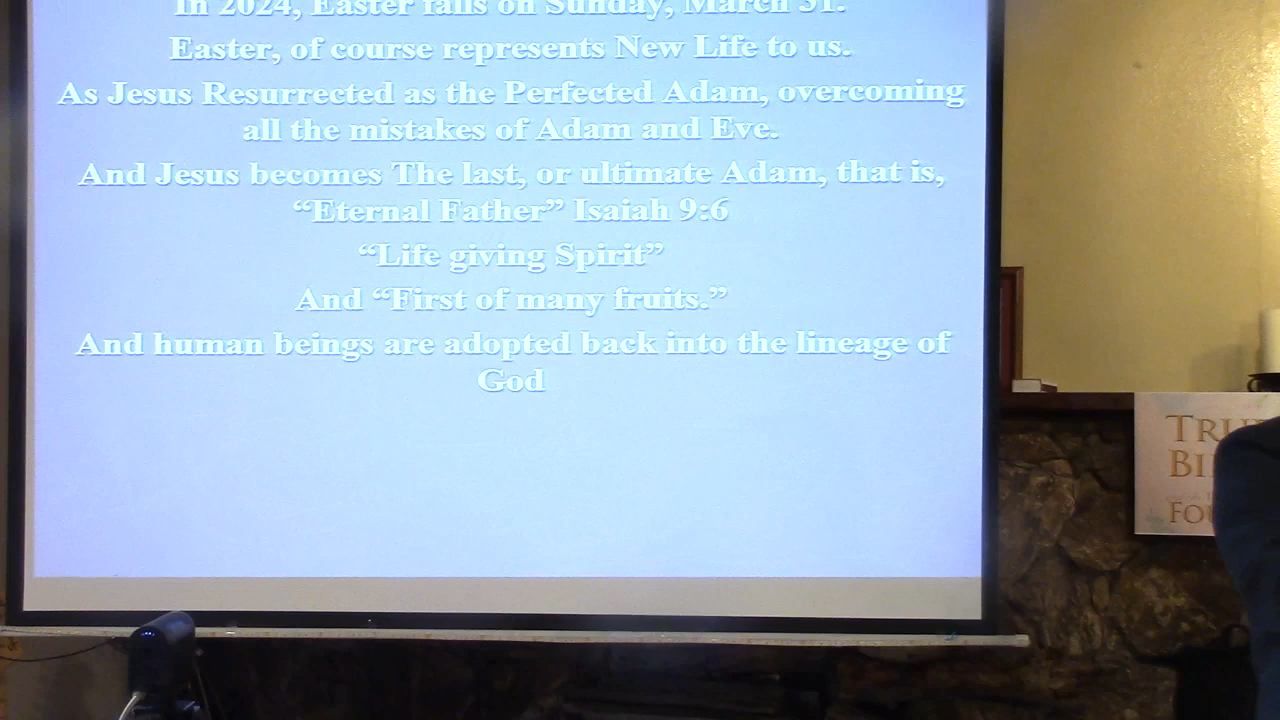 In 2024, Easter falls on Sunday, March 31.
Easter, of course represents New Life to us.
As Jesus Resurrected as the Perfected Adam, overcoming
all the mistakes of Adam and Eve.
And Jesus becomes The last, or ultimate Adam, that is,
“Eternal Father” Isaiah 9:6
“Life giving Spirit”
And “First of many fruits.”
And human beings are adopted back into the lineage of
God